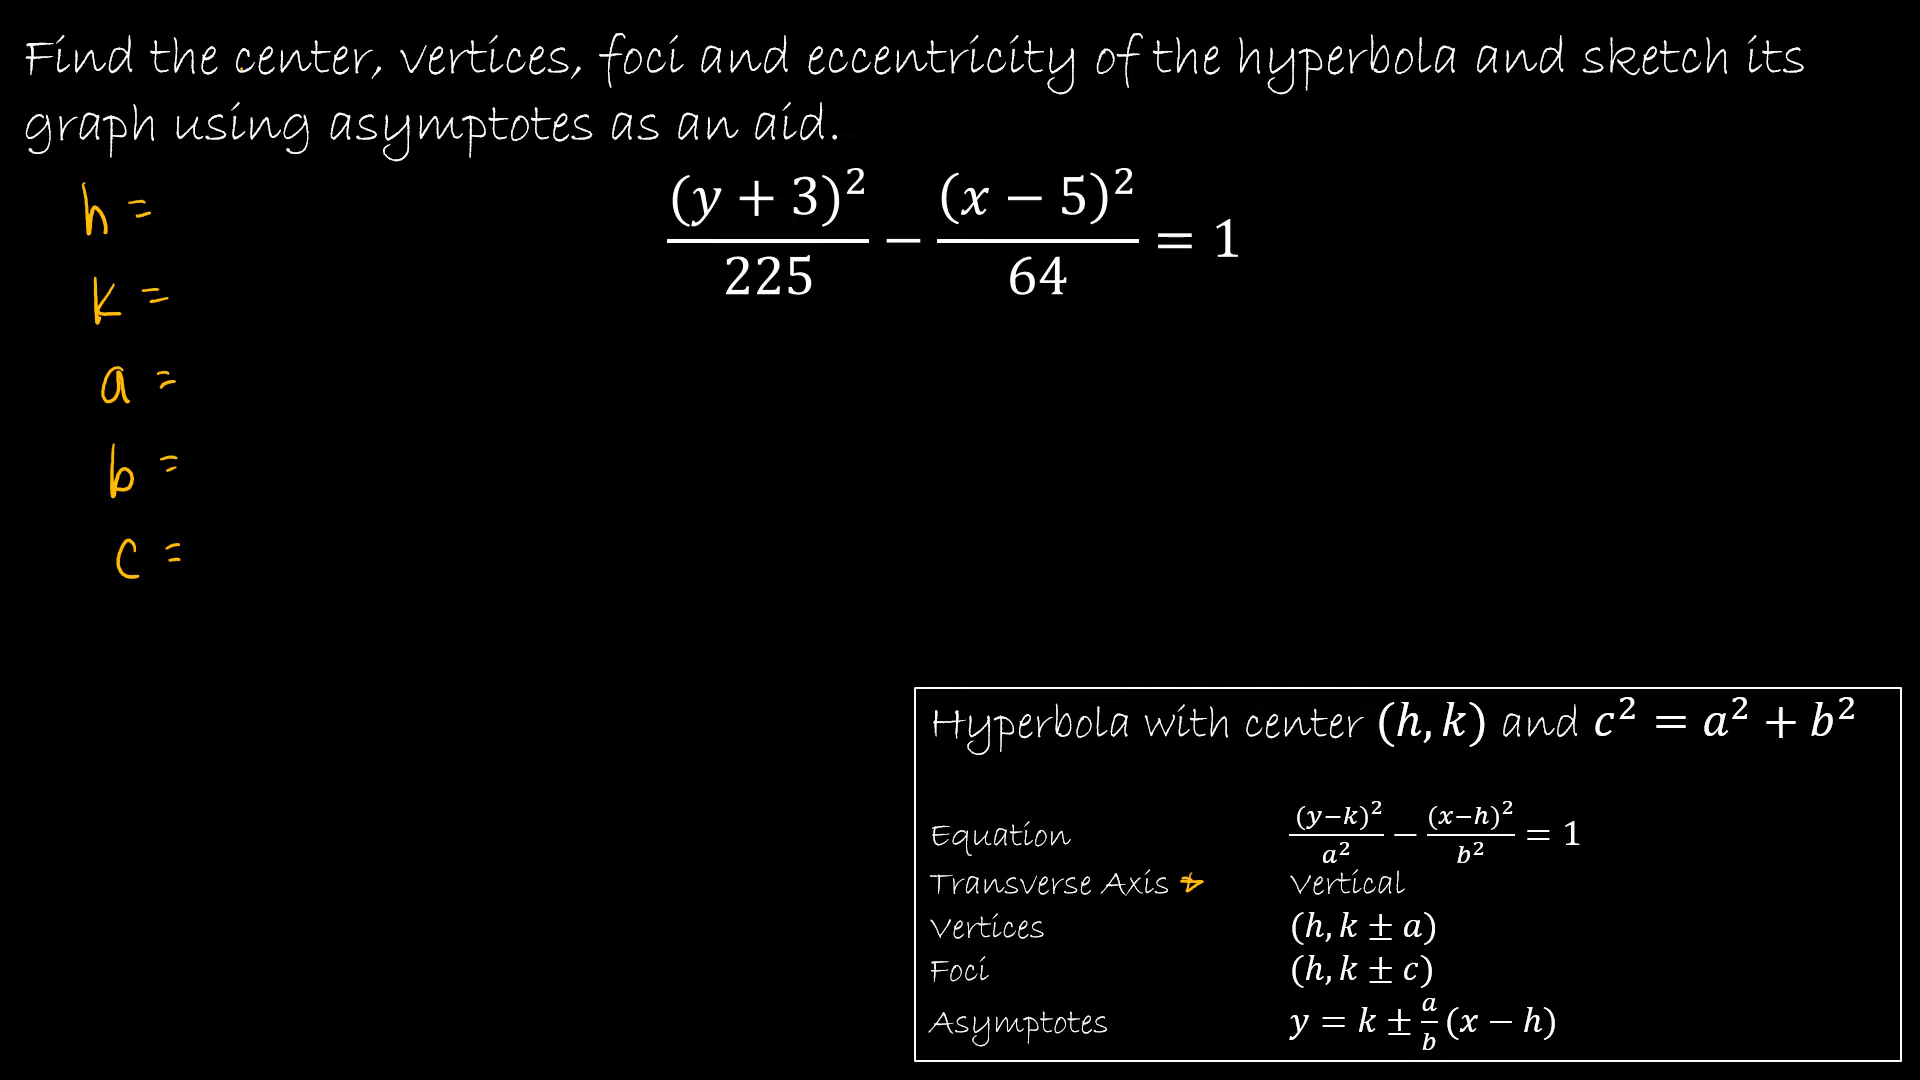 Find the center, vertices, foci and eccentricity of the hyperbola and sketch its
graph using asymptotes as an aid.
(y + 3)²/225 − (x − 5)²/64 = 1
h =
k =
a =
b =
c =
Hyperbola with center (h, k) and c² = a² + b²
Equation (y−k)²/a² − (x−h)²/b² = 1
Transverse Axis Vertical
Vertices (h, k ± a)
Foci (h, k ± c)
Asymptotes y = k ± a/b (x − h)